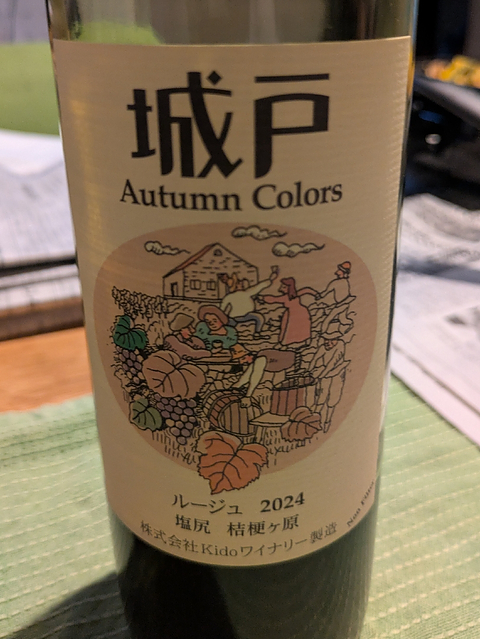 城戸
Autumn Colors
ルージュ 2024
塩尻 桔梗ヶ原
株式会社Kidoワイナリー製造